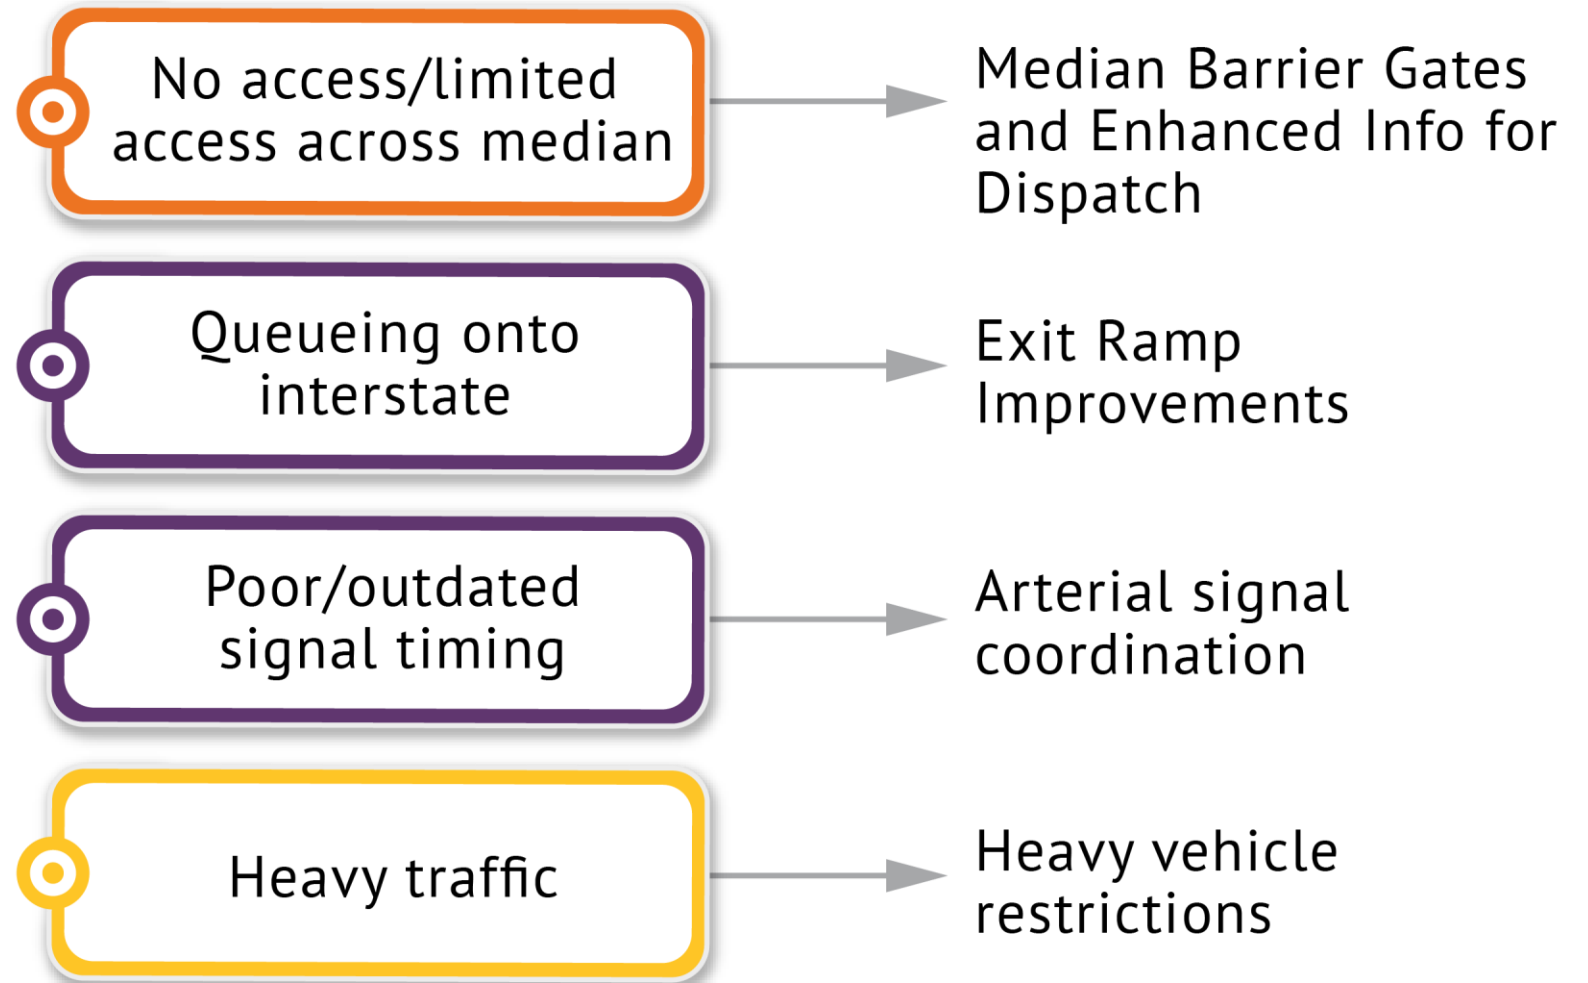 No access/limited
access across median
Median Barrier Gates
and Enhanced Info for
Dispatch
Queueing onto
interstate
Exit Ramp
Improvements
Poor/outdated
signal timing
Arterial signal
coordination
Heavy traffic
Heavy vehicle
restrictions